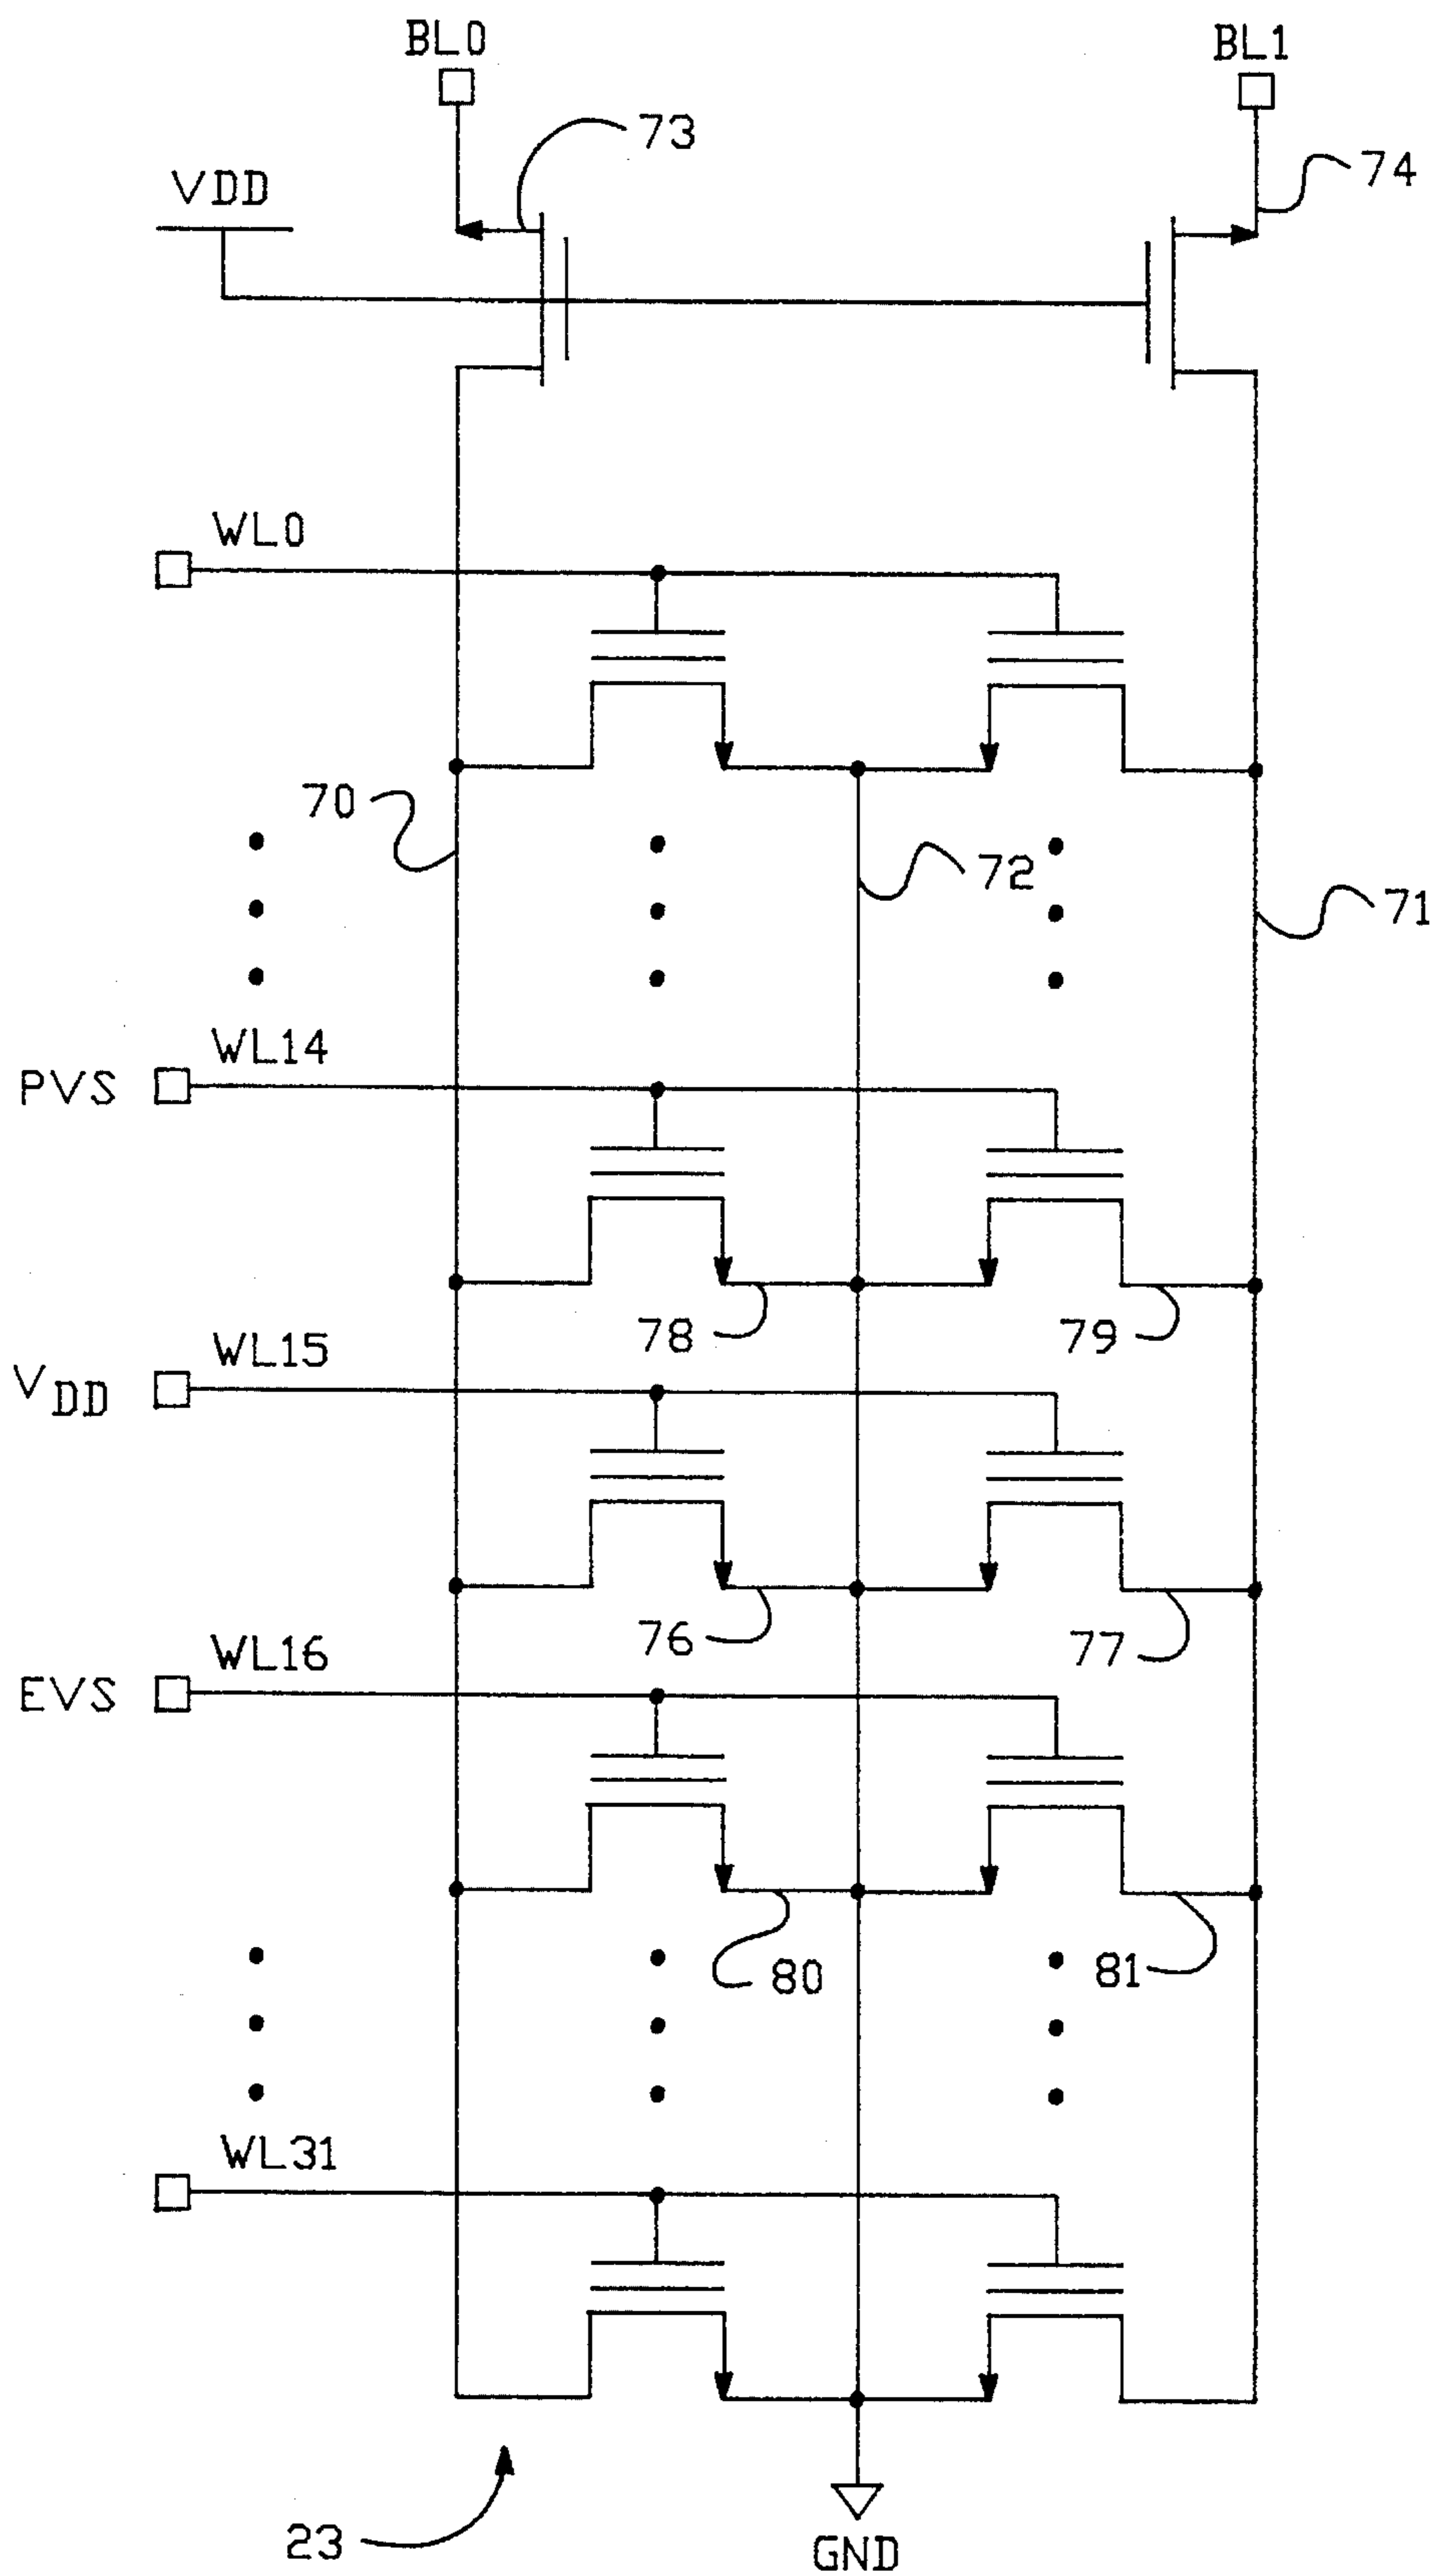 BL0
BL1
73
74
VDD
WL0
70
72
71
WL14
PVS
78
79
WL15
VDD
76
77
WL16
EVS
80
81
WL31
23
GND